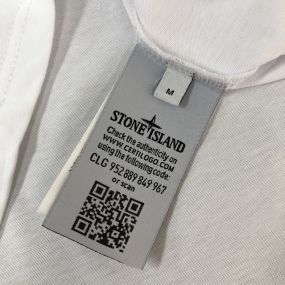 M
STONE ISLAND
Check the authenticity on
WWW.CERTILOGO.COM
using the following code:
CLG 952 889 849 967
or scan